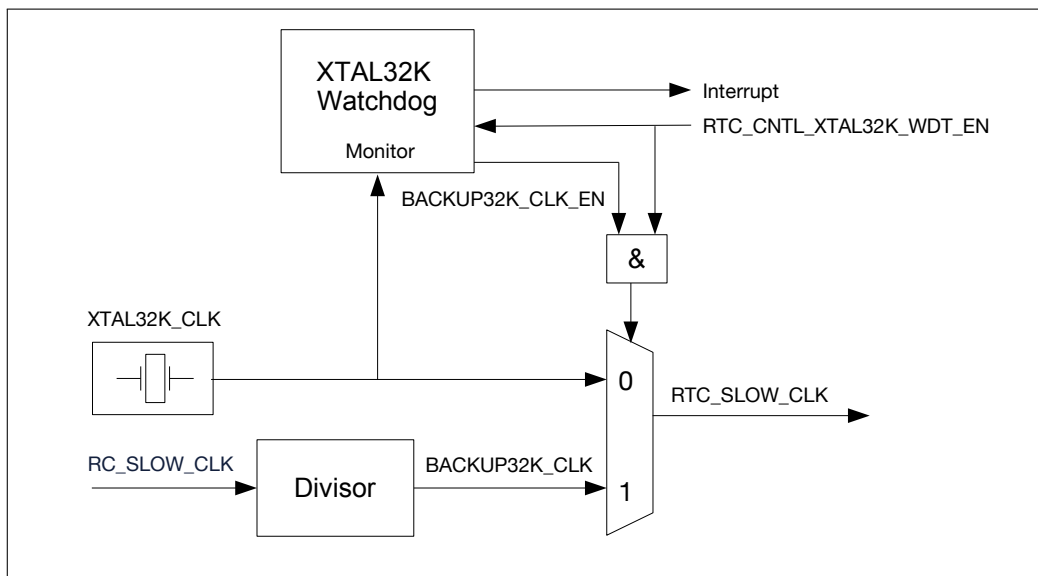 XTAL32K
Watchdog
Monitor
Interrupt
RTC_CNTL_XTAL32K_WDT_EN
BACKUP32K_CLK_EN
&
XTAL32K_CLK
0
RTC_SLOW_CLK
RC_SLOW_CLK
Divisor
BACKUP32K_CLK
1